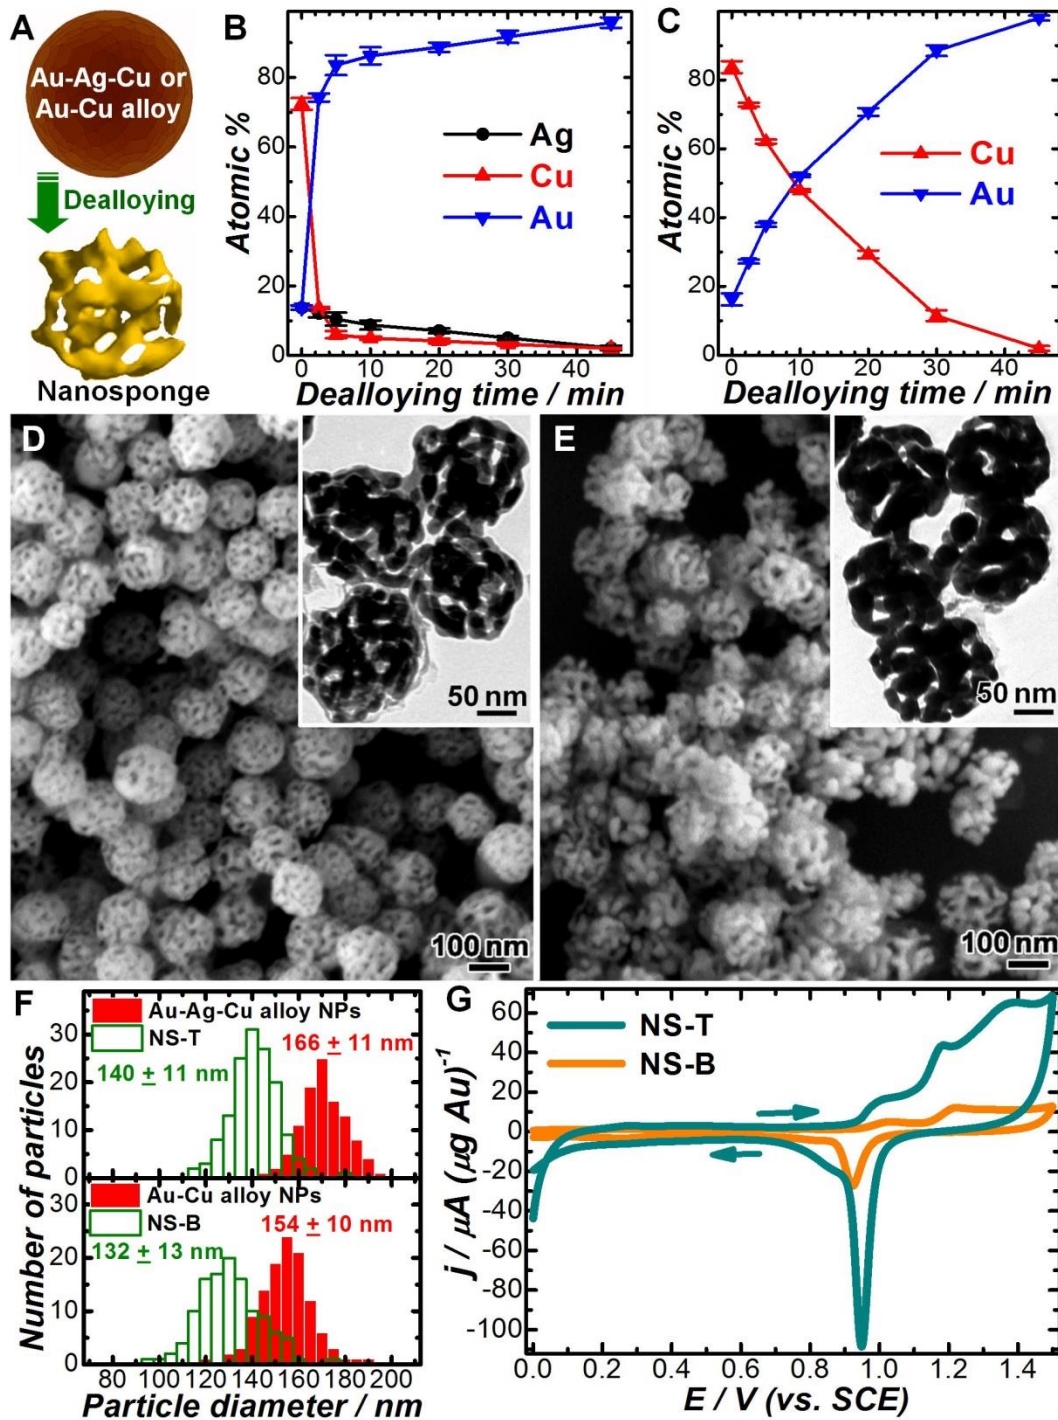 A
Au-Ag-Cu or
Au-Cu alloy
Dealloying
Nanosponge
B
Atomic %
80
60
40
20
0
Ag
Cu
Au
0 10 20 30 40
Dealloying time / min
C
Atomic %
80
60
40
20
0
Cu
Au
0 10 20 30 40
Dealloying time / min
D
50 nm
100 nm
E
50 nm
100 nm
F
Number of particles
30
20
10
0
Au-Ag-Cu alloy NPs
NS-T
166 ± 11 nm
140 ± 11 nm
30
20
10
0
Au-Cu alloy NPs
NS-B
154 ± 10 nm
132 ± 13 nm
80 100 120 140 160 180 200
Particle diameter / nm
G
j / μA (μg Au)⁻¹
60
40
20
0
-20
-40
-60
-80
-100
NS-T
NS-B
0.0 0.2 0.4 0.6 0.8 1.0 1.2 1.4
E / V (vs. SCE)